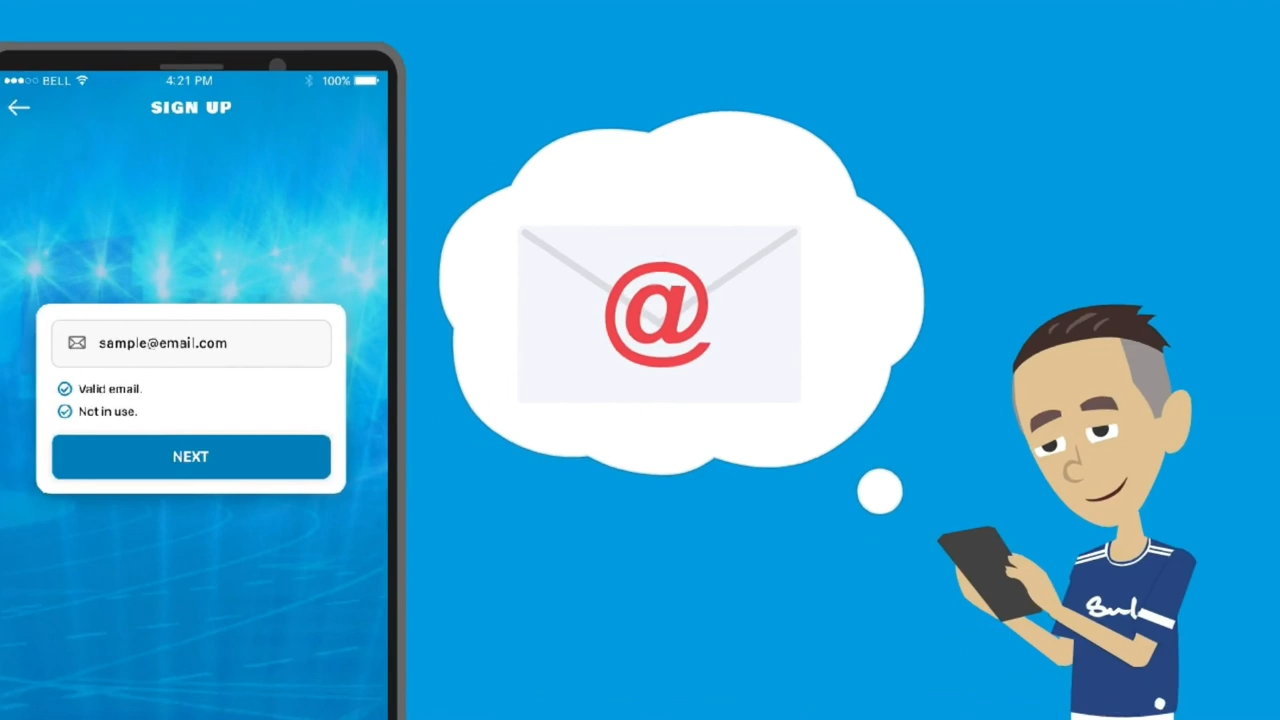 BELL 4:21 PM 100%
SIGN UP
sample@email.com
Valid email.
Not in use.
NEXT
@